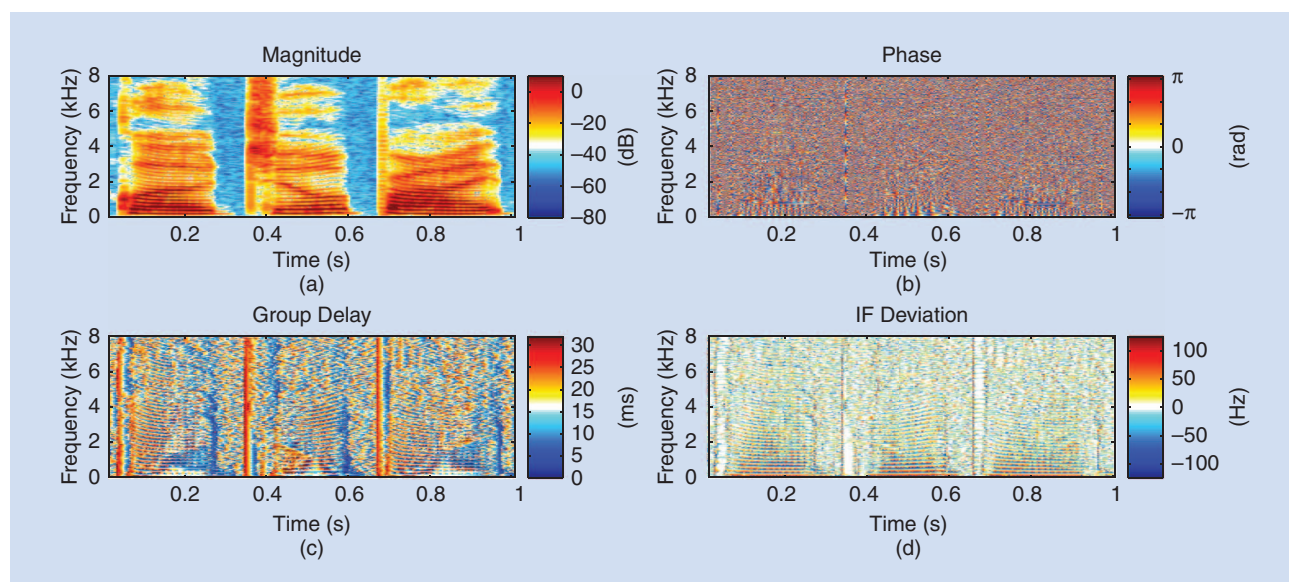 Magnitude
Frequency (kHz)
8
6
4
2
0
0.2 0.4 0.6 0.8 1
Time (s)
(a)
0
−20
−40
−60
−80
(dB)
Phase
Frequency (kHz)
8
6
4
2
0
0.2 0.4 0.6 0.8 1
Time (s)
(b)
π
0
−π
(rad)
Group Delay
Frequency (kHz)
8
6
4
2
0
0.2 0.4 0.6 0.8 1
Time (s)
(c)
30
25
20
15
10
5
0
(ms)
IF Deviation
Frequency (kHz)
8
6
4
2
0
0.2 0.4 0.6 0.8 1
Time (s)
(d)
100
50
0
−50
−100
(Hz)